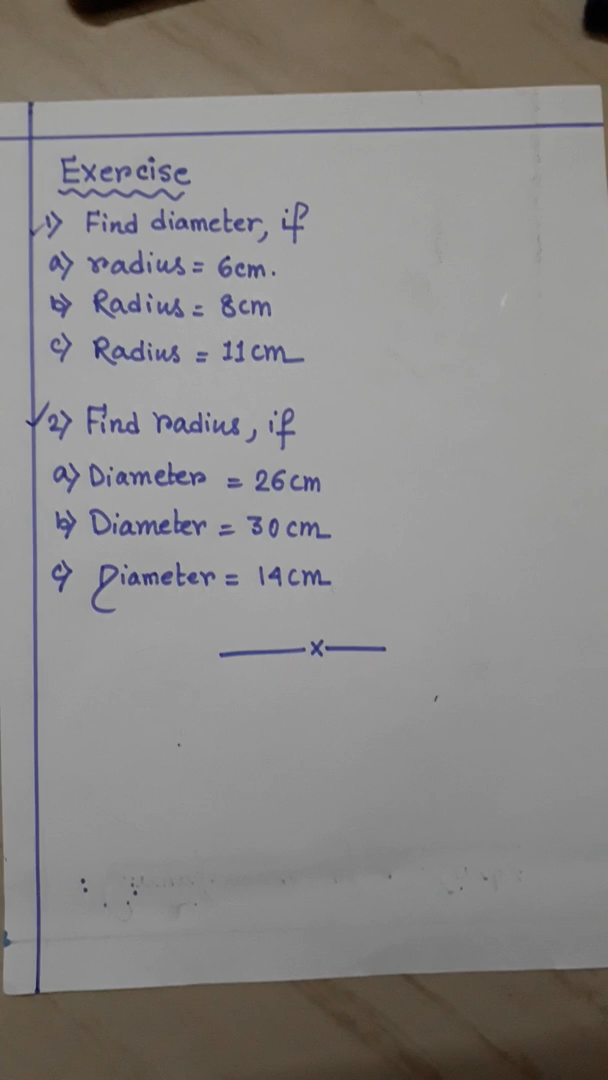 Exercise
1) Find diameter, if
a) radius = 6cm.
b) Radius = 8cm
c) Radius = 11cm
2) Find radius, if
a) Diameter = 26cm
b) Diameter = 30cm
c) Diameter = 14cm
x